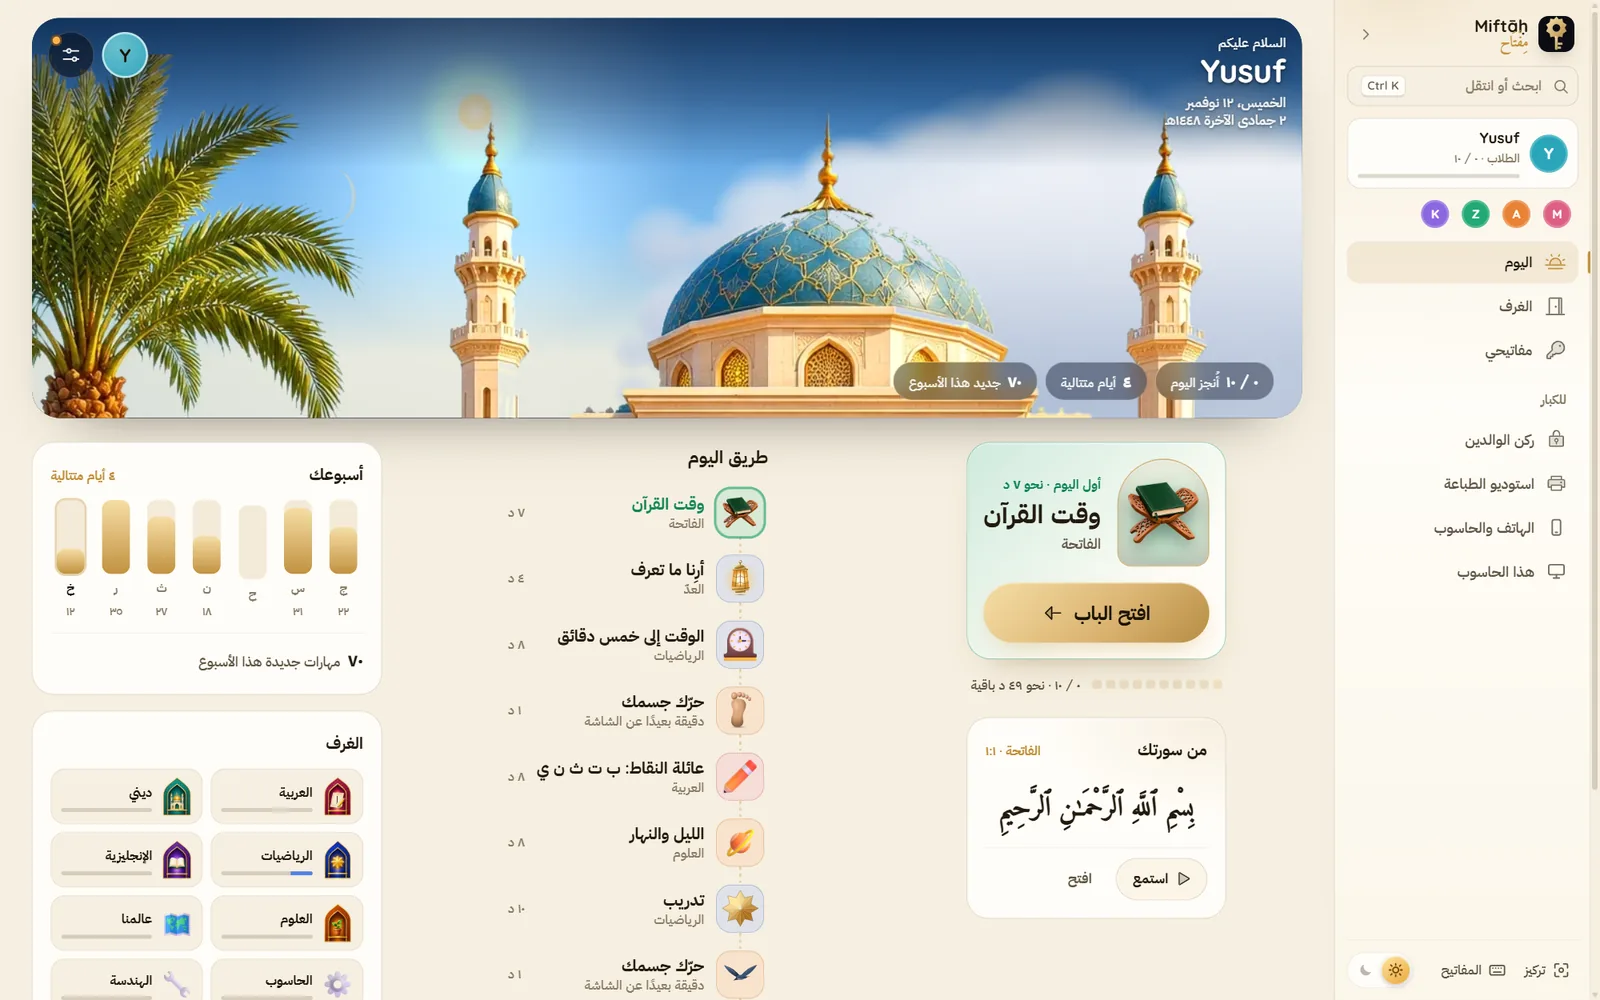 Miftāḥ
مِفتاح
ابحث أو انتقل
Ctrl K
Yusuf
الطلاب · ٠ / ١٠
Y
M
A
Z
K
اليوم
الغرف
مفاتيحي
للكبار
ركن الوالدين
استوديو الطباعة
الهاتف والحاسوب
هذا الحاسوب
تركيز
المفاتيح
السلام عليكم
Yusuf
الخميس، ١٢ نوفمبر
٢ جمادى الآخرة ١٤٤٨هـ
Y
٠ / ١٠ أُنجز اليوم
٤ أيام متتالية
٧٠ جديد هذا الأسبوع
أول اليوم · نحو ٧ د
وقت القرآن
الفاتحة
افتح الباب
٠ / ١٠ · نحو ٤٩ د باقية
من سورتك
الفاتحة · ١:١
بِسْمِ ٱللَّهِ ٱلرَّحْمَـٰنِ ٱلرَّحِيمِ
استمع
افتح
طريق اليوم
وقت القرآن
الفاتحة
٧ د
أرِنا ما تعرف
العدّ
٤ د
الوقت إلى خمس دقائق
الرياضيات
٨ د
حرّك جسمك
دقيقة بعيدًا عن الشاشة
١ د
عائلة النقاط: ب ت ث ن ي
العربية
٨ د
الليل والنهار
العلوم
٨ د
تدريب
الرياضيات
١٠ د
حرّك جسمك
دقيقة بعيدًا عن الشاشة
١ د
أسبوعك
٤ أيام متتالية
ج س ح ن ث ر خ
٢٢ ٣١ ١٨ ٢٧ ٣٥ ١٢
٧٠ مهارات جديدة هذا الأسبوع
الغرف
العربية
ديني
الرياضيات
الإنجليزية
العلوم
عالمنا
الحاسوب
الهندسة